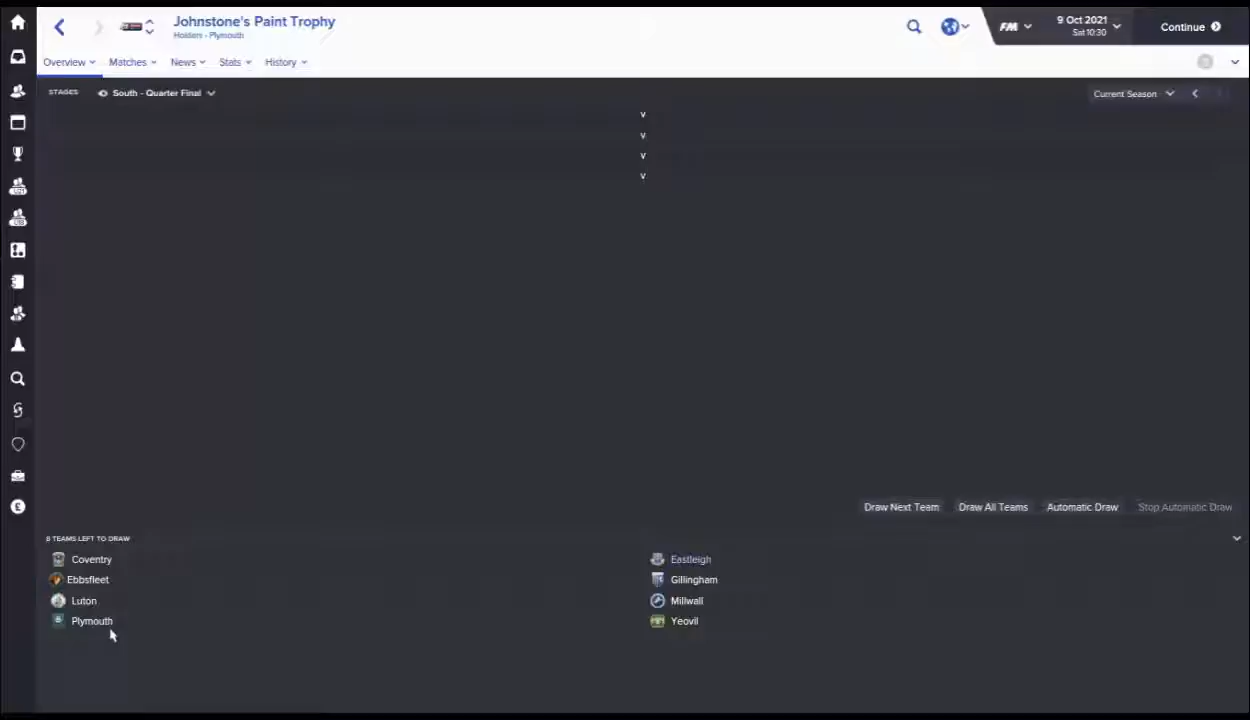 Johnstone's Paint Trophy
Holders - Plymouth
FM
9 Oct 2021
Sat 10:30
Continue
Overview
Matches
News
Stats
History
STAGES
South - Quarter Final
Current Season
v
v
v
v
Draw Next Team
Draw All Teams
Automatic Draw
Stop Automatic Draw
8 TEAMS LEFT TO DRAW
Coventry
Eastleigh
Ebbsfleet
Gillingham
Luton
Millwall
Plymouth
Yeovil